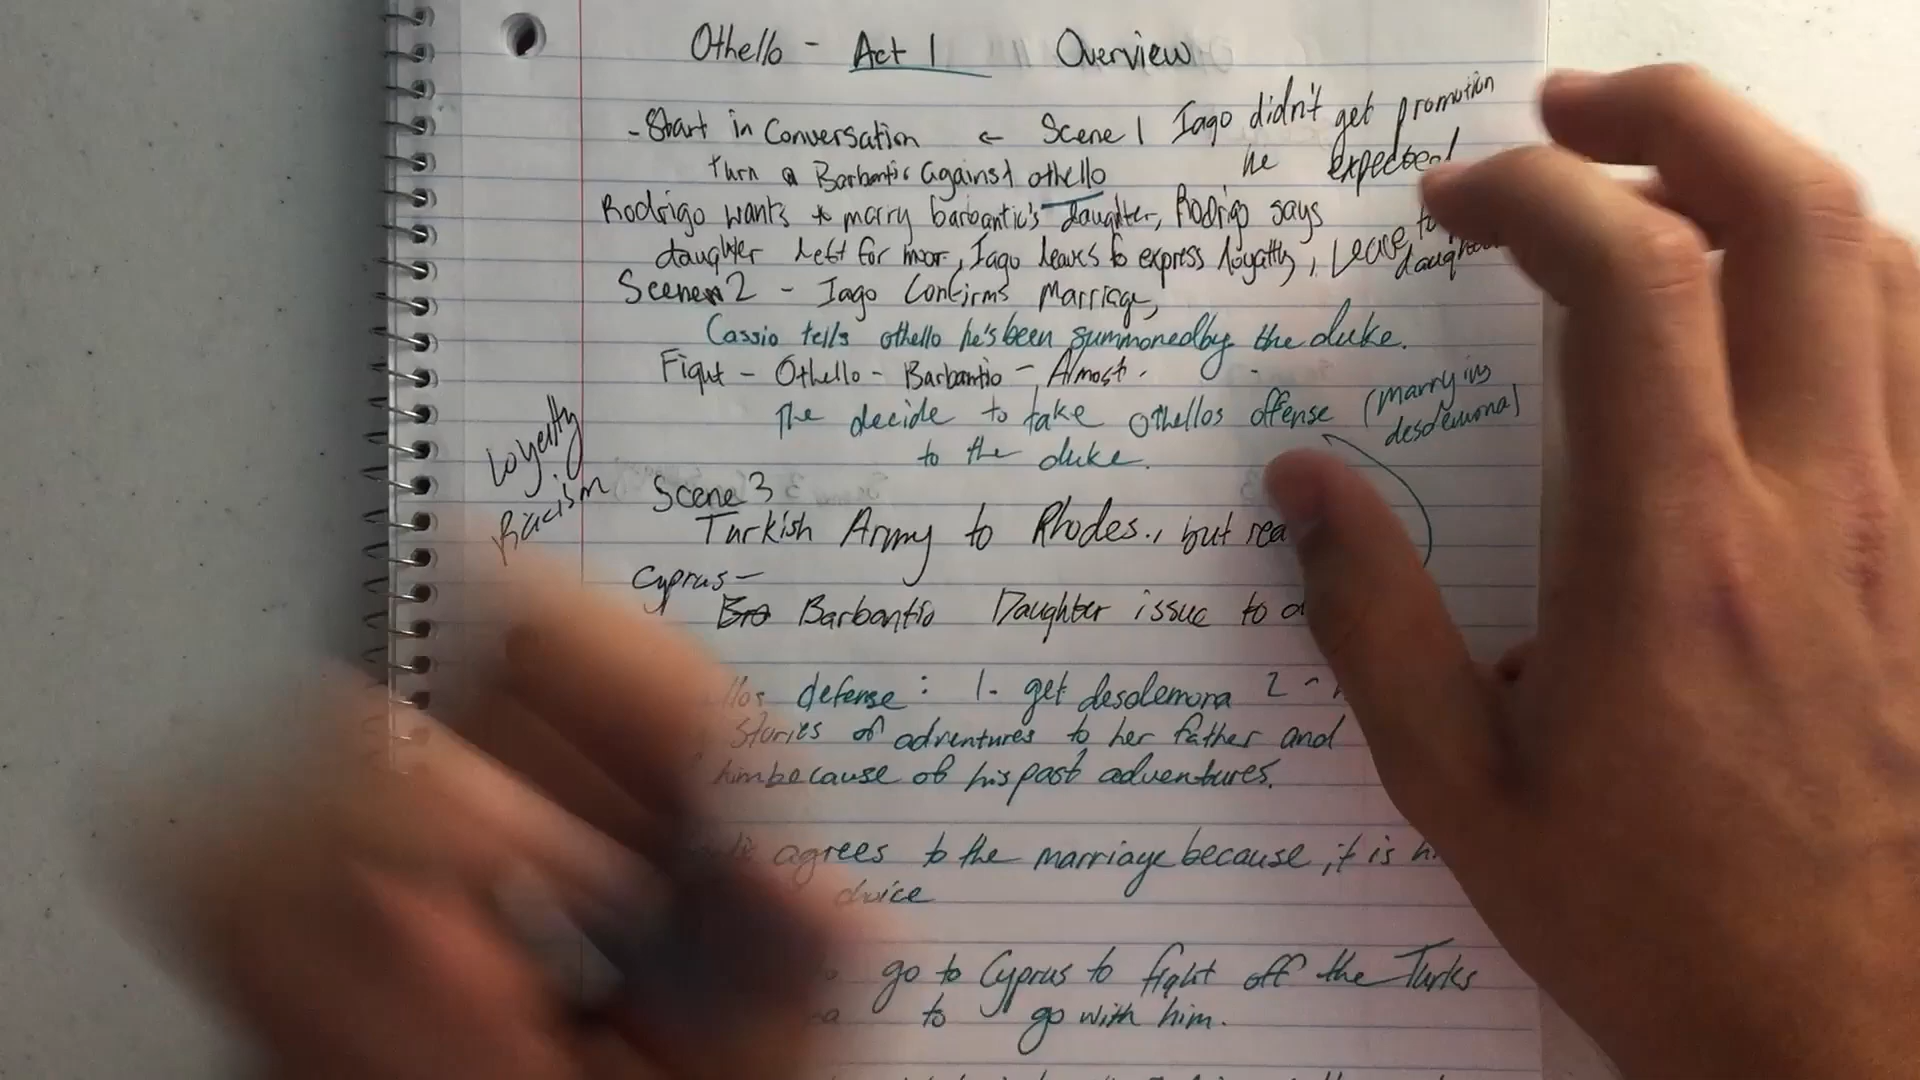 Othello - Act 1 Overview
- Start in Conversation ← Scene 1 Iago didn't get promotion
he expected
turn a Barbantio against othello
Rodrigo wants to marry barbantio's daughter, Rodrigo says
daughter left for moor, Iago leaves to express loyalty, Leave to
daughter
Scene 2 - Iago Confirms Marriage,
Cassio tells othello he's been summoned by the duke.
Fight - Othello - Barbantio - Almost.
The decide to take Othellos offense (marrying
desdemona)
to the duke.
Loyalty
Racism
Scene 3
Turkish Army to Rhodes., but rea
Cyprus -
Barbantio Daughter issue to d
llos defense: 1. get desdemona 2 -
stories of adventures to her father and
him because of his past adventures.
agrees to the marriage because it is h
choice
go to Cyprus to fight off the Turks
to go with him.